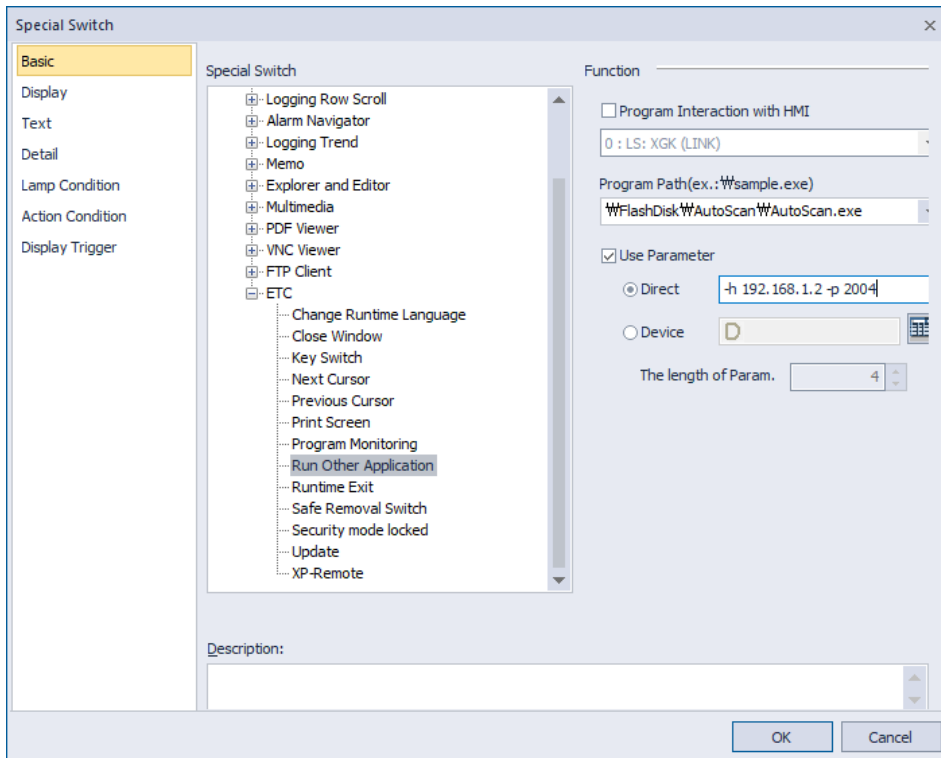 Special Switch
Basic
Display
Text
Detail
Lamp Condition
Action Condition
Display Trigger
Special Switch
Logging Row Scroll
Alarm Navigator
Logging Trend
Memo
Explorer and Editor
Multimedia
PDF Viewer
VNC Viewer
FTP Client
ETC
Change Runtime Language
Close Window
Key Switch
Next Cursor
Previous Cursor
Print Screen
Program Monitoring
Run Other Application
Runtime Exit
Safe Removal Switch
Security mode locked
Update
XP-Remote
Function
Program Interaction with HMI
0 : LS: XGK (LINK)
Program Path(ex.:₩sample.exe)
₩FlashDisk₩AutoScan₩AutoScan.exe
Use Parameter
Direct
-h 192.168.1.2 -p 2004
Device
D
The length of Param.
4
Description:
OK
Cancel